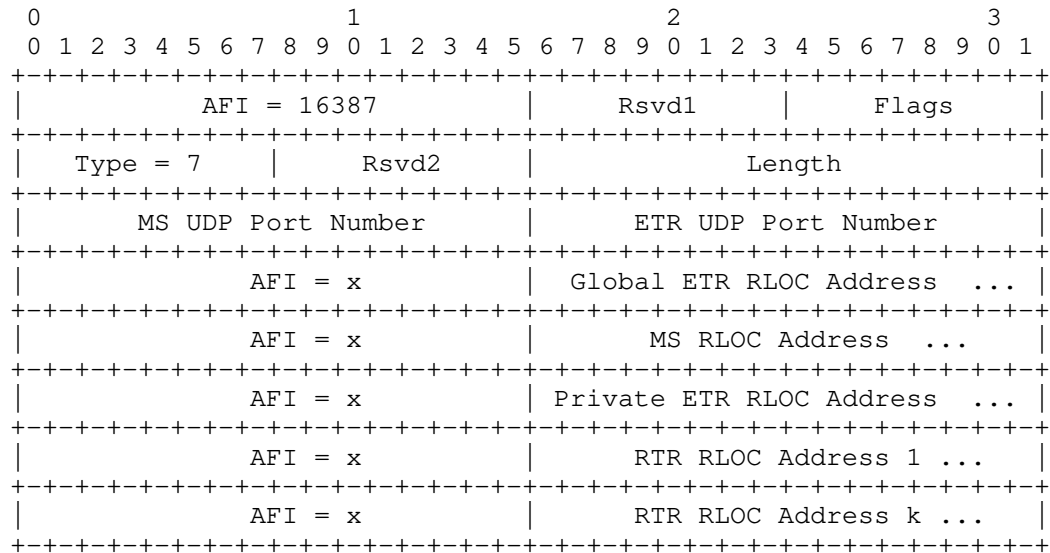 0                   1                   2                   3
0 1 2 3 4 5 6 7 8 9 0 1 2 3 4 5 6 7 8 9 0 1 2 3 4 5 6 7 8 9 0 1
+-+-+-+-+-+-+-+-+-+-+-+-+-+-+-+-+-+-+-+-+-+-+-+-+-+-+-+-+-+-+-+-+
|           AFI = 16387           |     Rsvd1     |     Flags     |
+-+-+-+-+-+-+-+-+-+-+-+-+-+-+-+-+-+-+-+-+-+-+-+-+-+-+-+-+-+-+-+-+
|   Type = 7    |     Rsvd2     |             Length            |
+-+-+-+-+-+-+-+-+-+-+-+-+-+-+-+-+-+-+-+-+-+-+-+-+-+-+-+-+-+-+-+-+
|       MS UDP Port Number      |      ETR UDP Port Number      |
+-+-+-+-+-+-+-+-+-+-+-+-+-+-+-+-+-+-+-+-+-+-+-+-+-+-+-+-+-+-+-+-+
|              AFI = x          |  Global ETR RLOC Address  ... |
+-+-+-+-+-+-+-+-+-+-+-+-+-+-+-+-+-+-+-+-+-+-+-+-+-+-+-+-+-+-+-+-+
|              AFI = x          |       MS RLOC Address  ...    |
+-+-+-+-+-+-+-+-+-+-+-+-+-+-+-+-+-+-+-+-+-+-+-+-+-+-+-+-+-+-+-+-+
|              AFI = x          | Private ETR RLOC Address  ... |
+-+-+-+-+-+-+-+-+-+-+-+-+-+-+-+-+-+-+-+-+-+-+-+-+-+-+-+-+-+-+-+-+
|              AFI = x          |      RTR RLOC Address 1 ...   |
+-+-+-+-+-+-+-+-+-+-+-+-+-+-+-+-+-+-+-+-+-+-+-+-+-+-+-+-+-+-+-+-+
|              AFI = x          |      RTR RLOC Address k ...   |
+-+-+-+-+-+-+-+-+-+-+-+-+-+-+-+-+-+-+-+-+-+-+-+-+-+-+-+-+-+-+-+-+